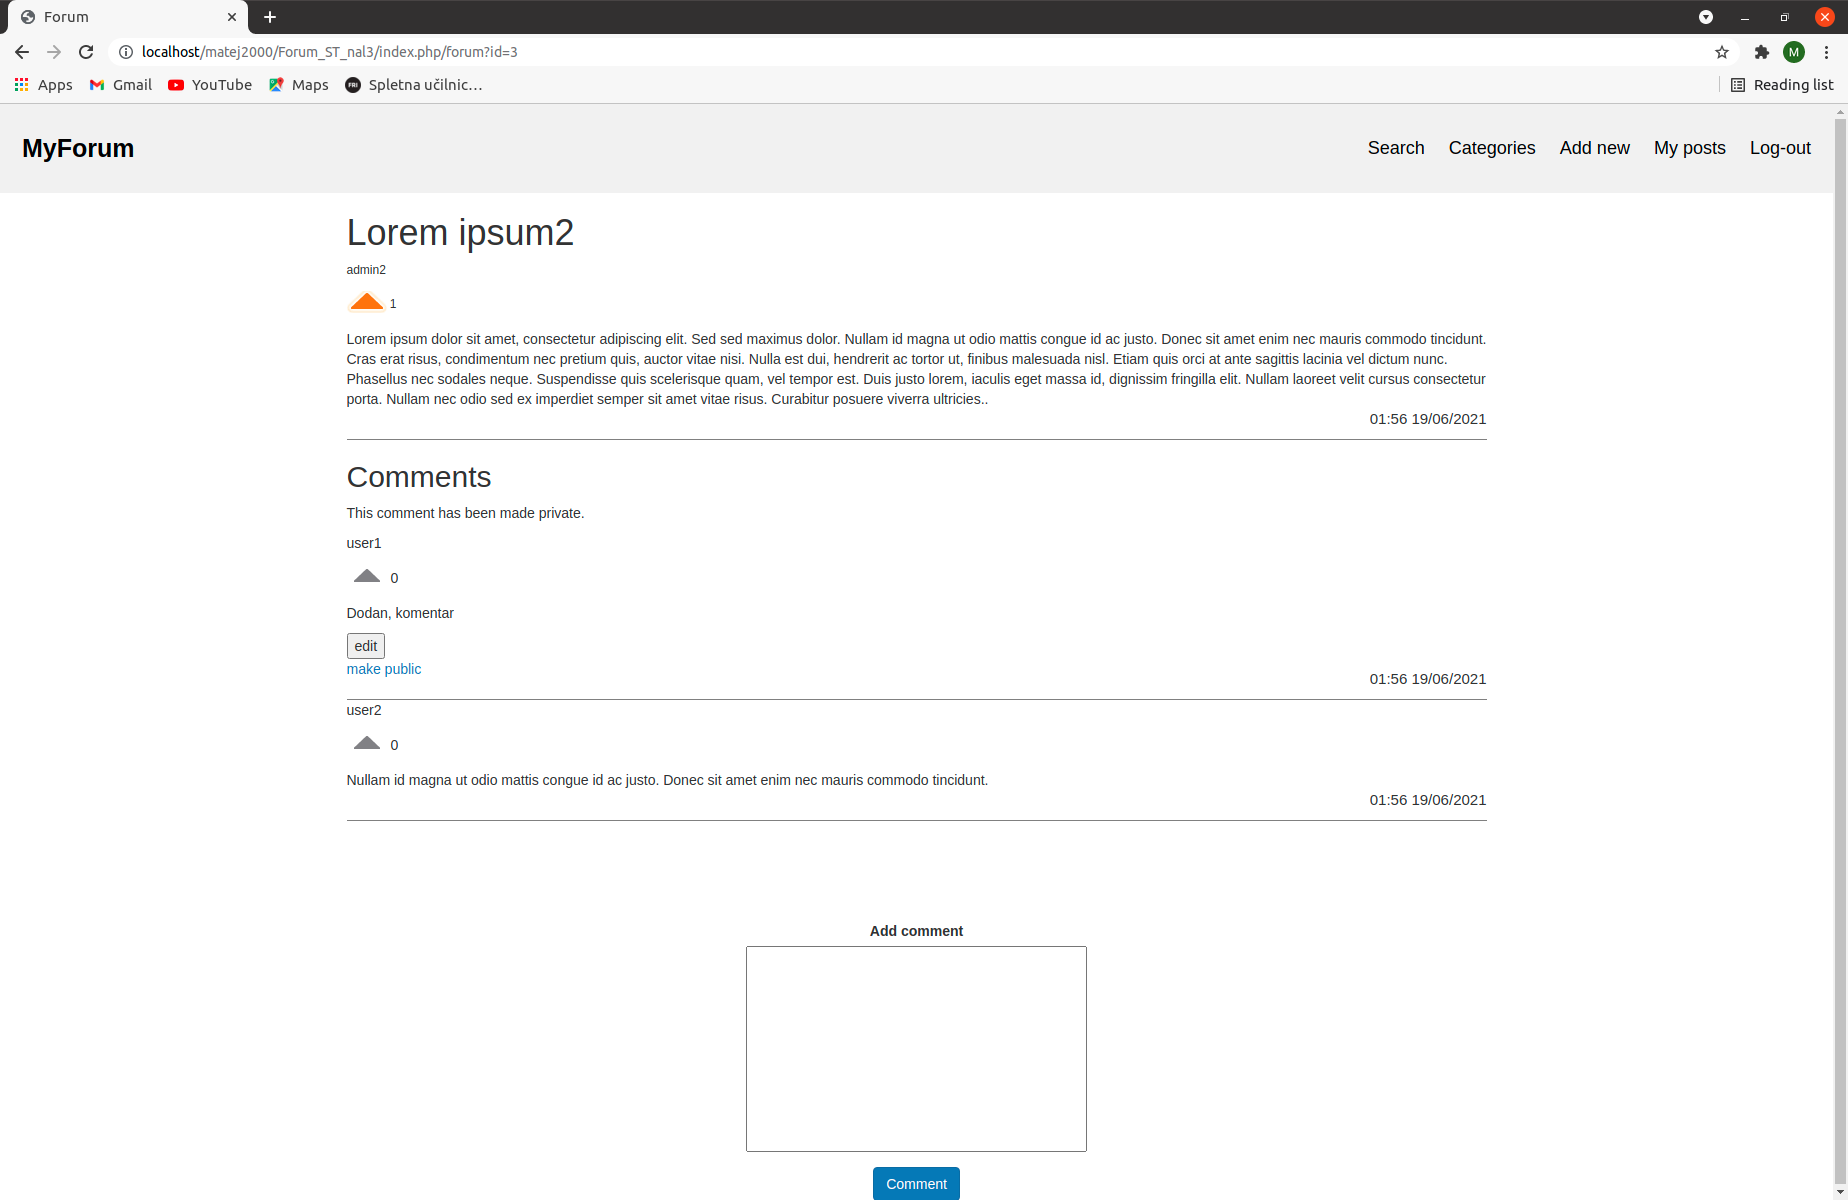 Forum
localhost/matej2000/Forum_ST_nal3/index.php/forum?id=3
M
Apps
Gmail
YouTube
Maps
FRI
Spletna učilnic…
Reading list
MyForum
Search
Categories
Add new
My posts
Log-out
Lorem ipsum2
admin2
1
Lorem ipsum dolor sit amet, consectetur adipiscing elit. Sed sed maximus dolor. Nullam id magna ut odio mattis congue id ac justo. Donec sit amet enim nec mauris commodo tincidunt.
Cras erat risus, condimentum nec pretium quis, auctor vitae nisi. Nulla est dui, hendrerit ac tortor ut, finibus malesuada nisl. Etiam quis orci at ante sagittis lacinia vel dictum nunc.
Phasellus nec sodales neque. Suspendisse quis scelerisque quam, vel tempor est. Duis justo lorem, iaculis eget massa id, dignissim fringilla elit. Nullam laoreet velit cursus consectetur
porta. Nullam nec odio sed ex imperdiet semper sit amet vitae risus. Curabitur posuere viverra ultricies..
01:56 19/06/2021
Comments
This comment has been made private.
user1
0
Dodan, komentar
edit
make public
01:56 19/06/2021
user2
0
Nullam id magna ut odio mattis congue id ac justo. Donec sit amet enim nec mauris commodo tincidunt.
01:56 19/06/2021
Add comment
Comment